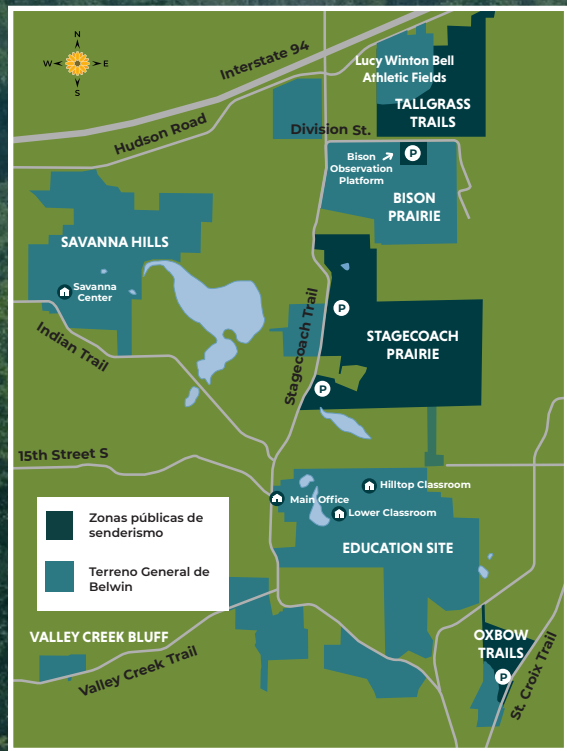 N
W
E
S
Interstate 94
Hudson Road
Lucy Winton Bell
Athletic Fields
TALLGRASS
TRAILS
Division St.
P
Bison
Observation
Platform
BISON
PRAIRIE
SAVANNA HILLS
Savanna
Center
Indian Trail
Stagecoach Trail
P
STAGECOACH
PRAIRIE
P
15th Street S
Hilltop Classroom
Main Office
Lower Classroom
EDUCATION SITE
Zonas públicas de
senderismo
Terreno General de
Belwin
VALLEY CREEK BLUFF
Valley Creek Trail
OXBOW
TRAILS
P
St. Croix Trail